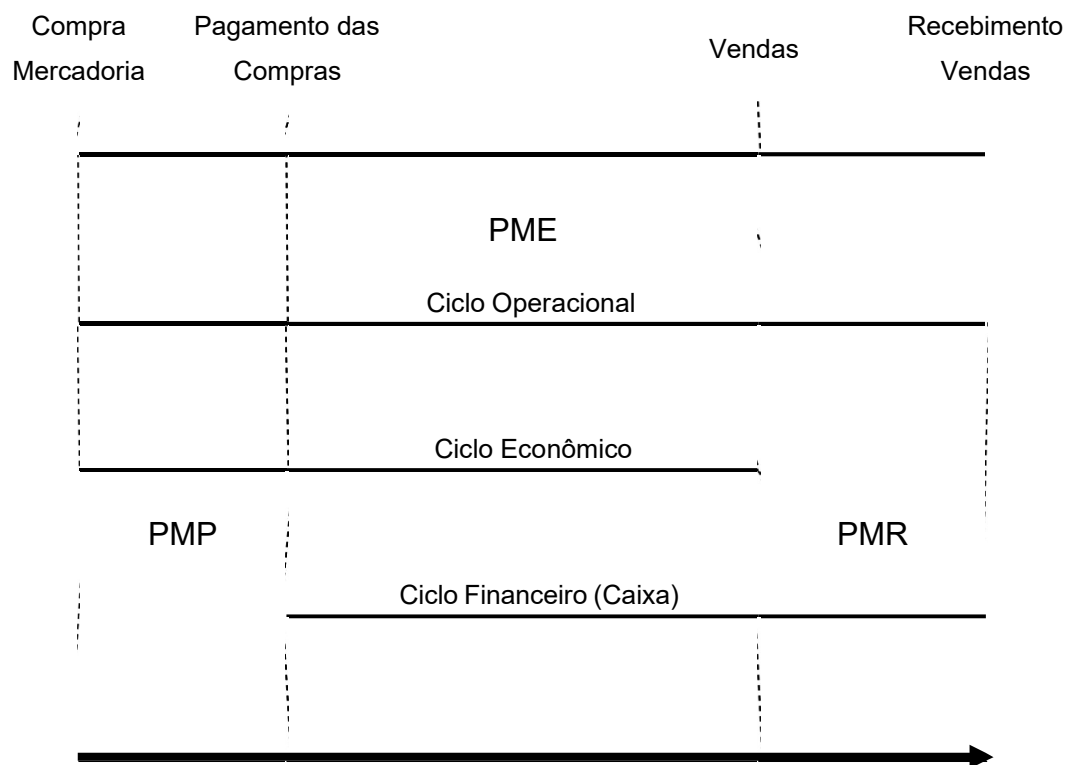 Compra
Mercadoria
Pagamento das
Compras
Vendas
Recebimento
Vendas
PME
Ciclo Operacional
Ciclo Econômico
PMP
PMR
Ciclo Financeiro (Caixa)